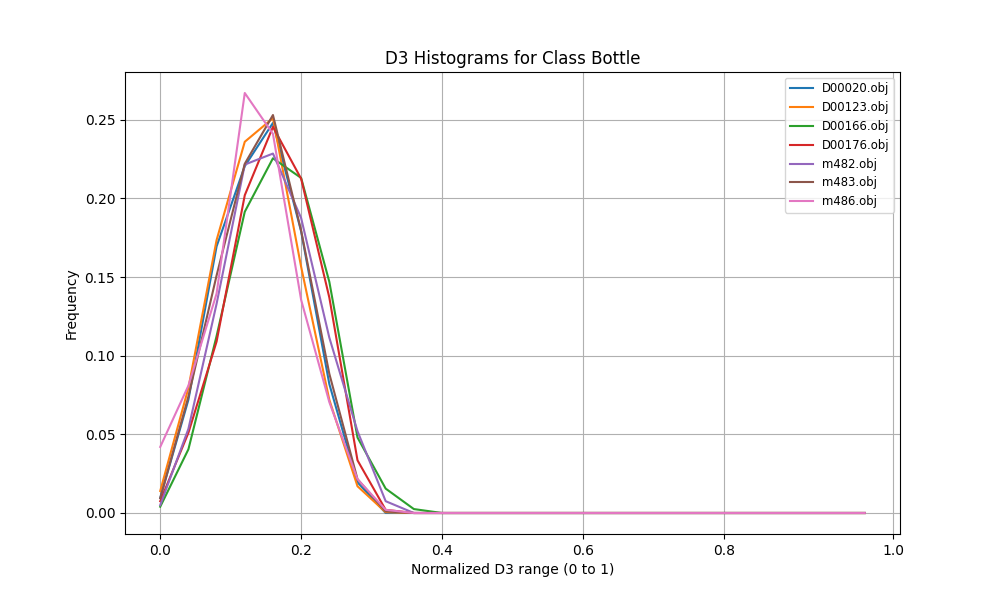 D3 Histograms for Class Bottle
D00020.obj
D00123.obj
D00166.obj
D00176.obj
m482.obj
m483.obj
m486.obj
Frequency
0.25
0.20
0.15
0.10
0.05
0.00
0.0 0.2 0.4 0.6 0.8 1.0
Normalized D3 range (0 to 1)